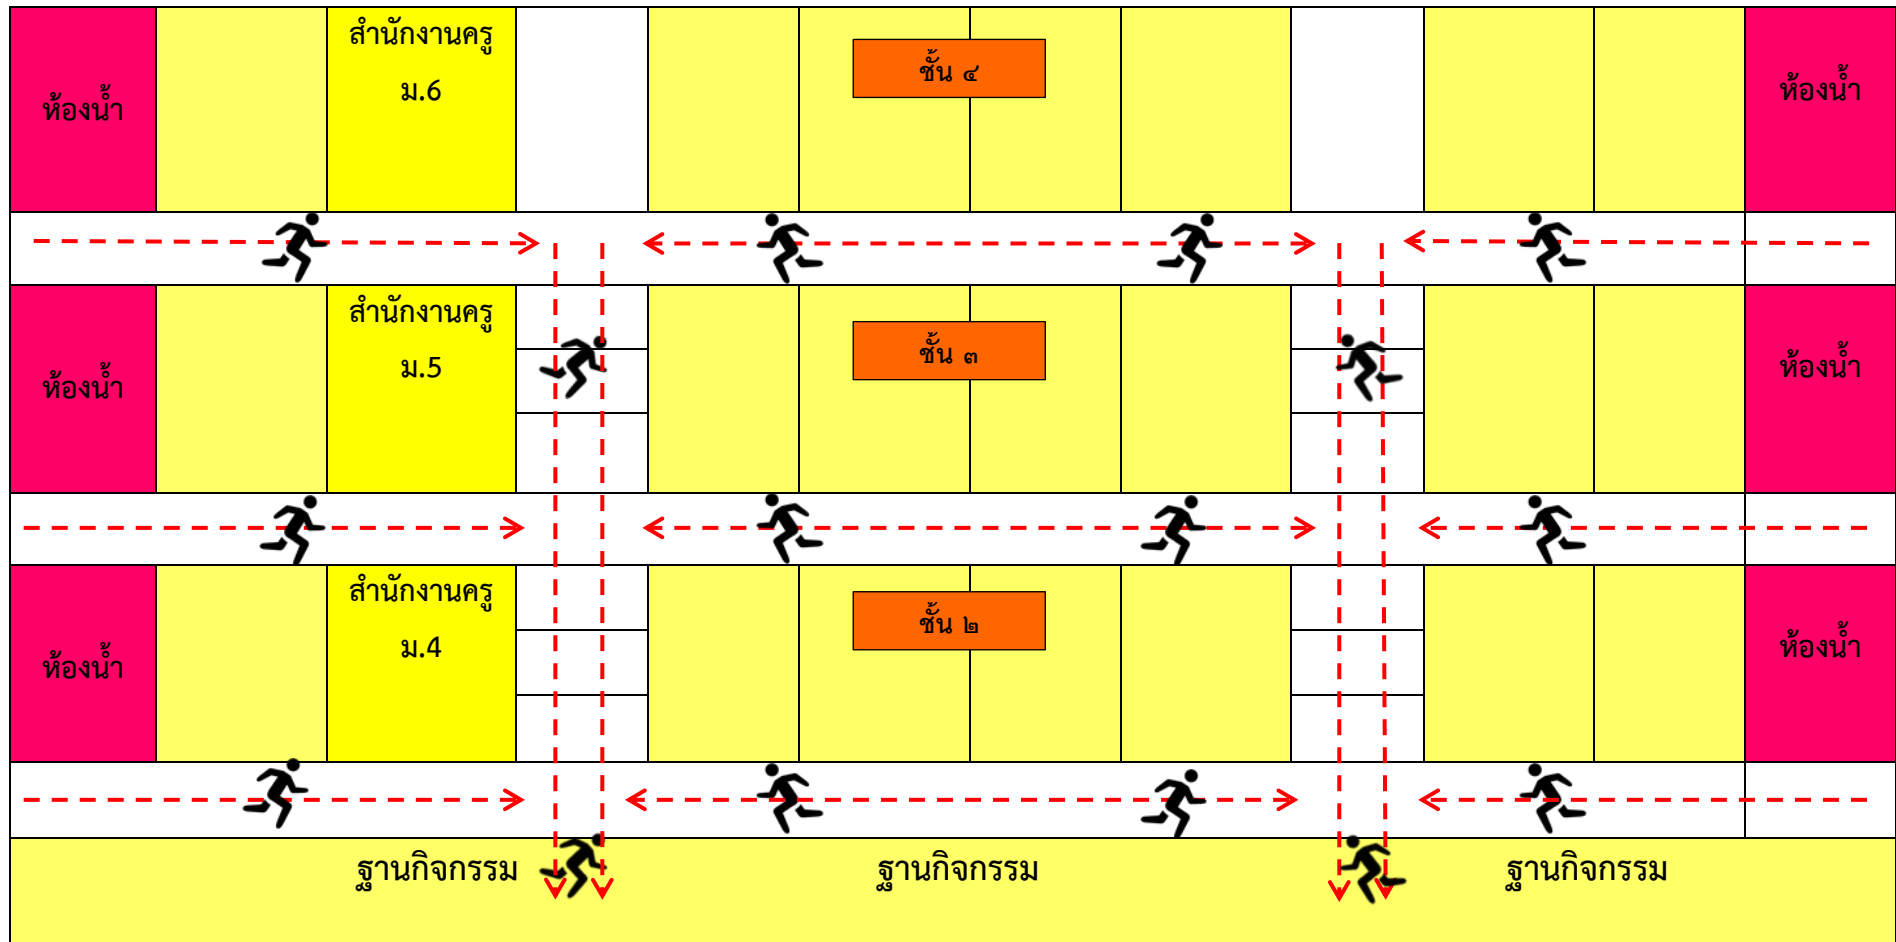 สำนักงานครู
ม.6
ชั้น ๔
ห้องน้ำ
ห้องน้ำ
สำนักงานครู
ม.5
ชั้น ๓
ห้องน้ำ
ห้องน้ำ
สำนักงานครู
ม.4
ชั้น ๒
ห้องน้ำ
ห้องน้ำ
ฐานกิจกรรม
ฐานกิจกรรม
ฐานกิจกรรม